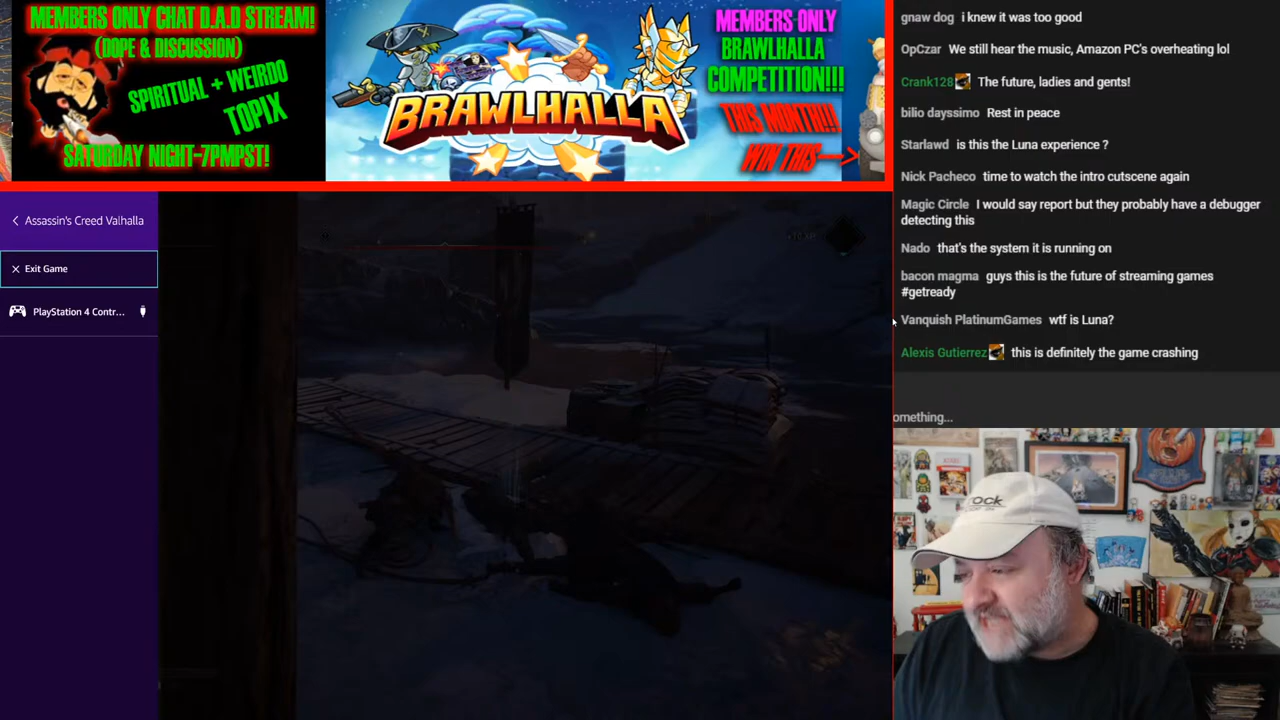 MEMBERS ONLY CHAT D.A.D STREAM!
(DOPE & DISCUSSION)
SPIRITUAL + WEIRDO
TOPIX
SATURDAY NIGHT-7PMPST!
BRAWLHALLA
MEMBERS ONLY
BRAWLHALLA
COMPETITION!!!
THIS MONTH!!!
WIN THIS--->
Assassin's Creed Valhalla
Exit Game
PlayStation 4 Contr...
gnaw dog i knew it was too good
OpCzar We still hear the music, Amazon PC's overheating lol
Crank128 The future, ladies and gents!
bilio dayssimo Rest in peace
Starlawd is this the Luna experience ?
Nick Pacheco time to watch the intro cutscene again
Magic Circle I would say report but they probably have a debugger
detecting this
Nado that's the system it is running on
bacon magma guys this is the future of streaming games
#getready
Vanquish PlatinumGames wtf is Luna?
Alexis Gutierrez this is definitely the game crashing
omething...